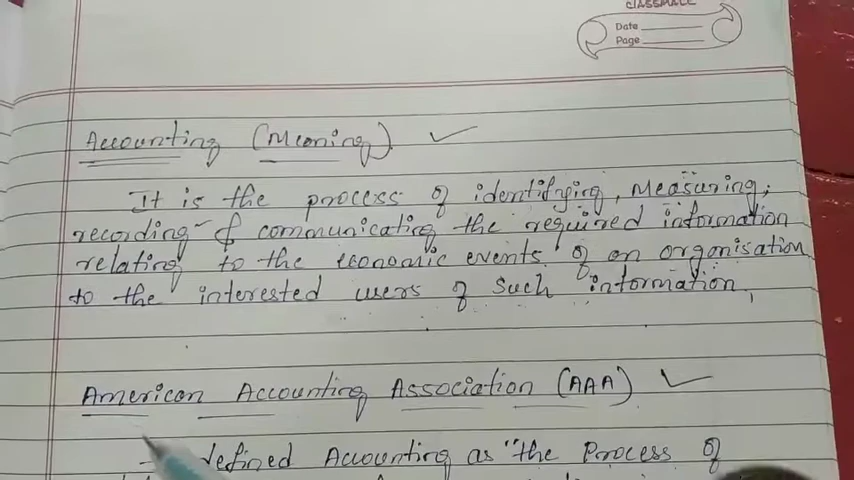 CLASSMATE
Date
Page
Accounting (Meaning)
It is the process of identifying, Measuring,
recording & communicating the required information
relating to the economic events of an organisation
to the interested users of such information.
American Accounting Association (AAA)
defined Accounting as "the Process of